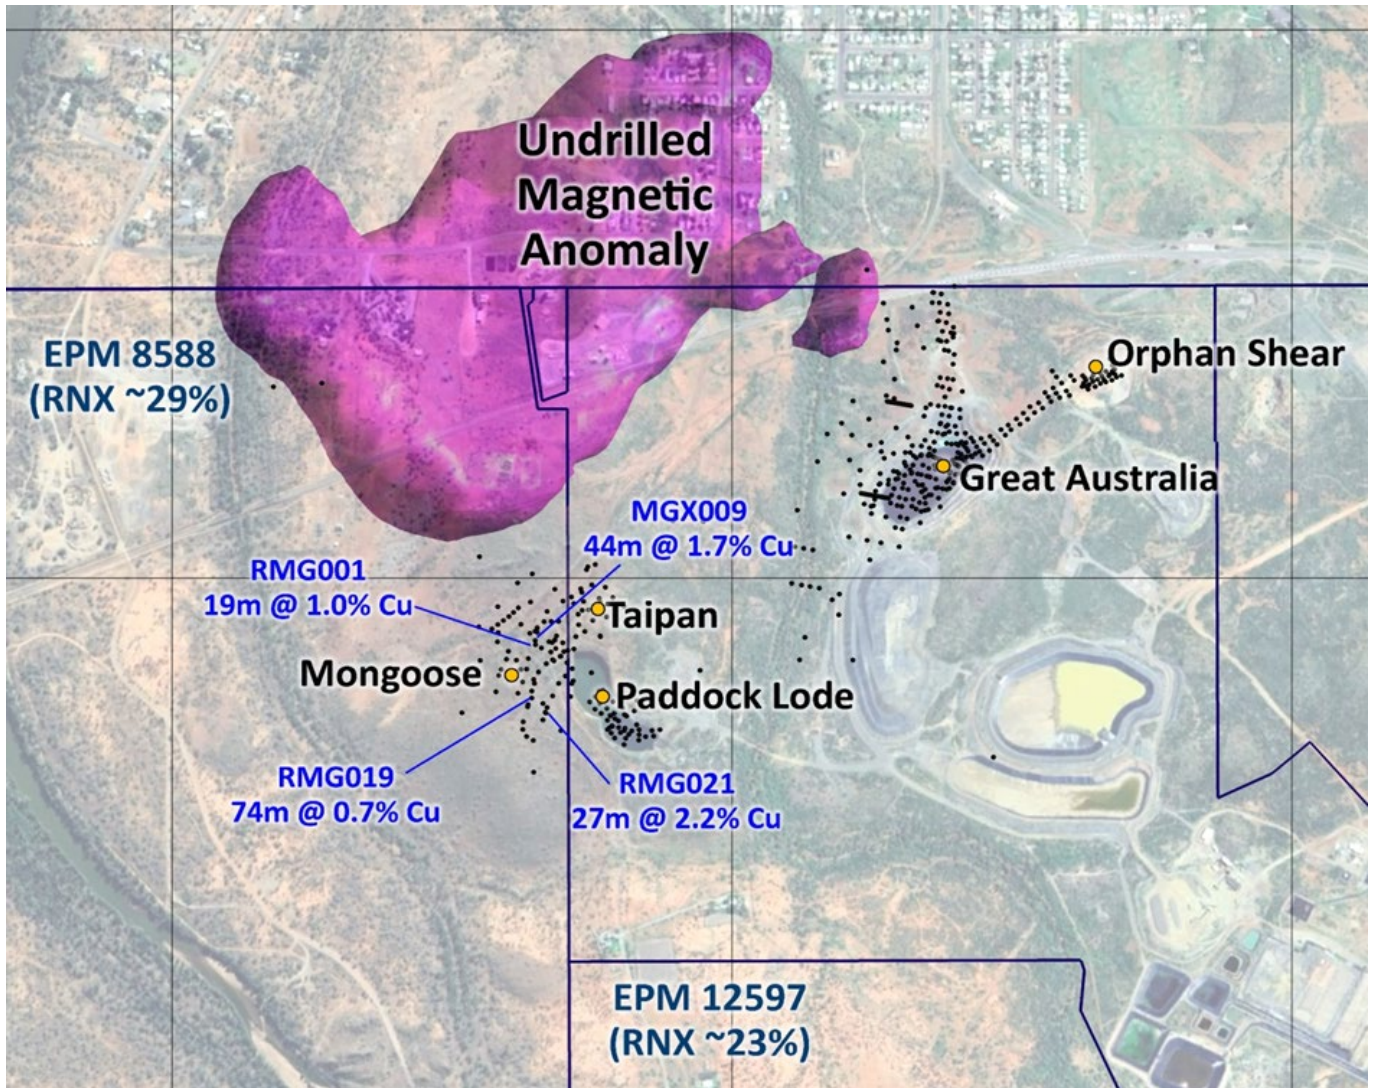 Undrilled
Magnetic
Anomaly
EPM 8588
(RNX ~29%)
Orphan Shear
Great Australia
MGX009
44m @ 1.7% Cu
RMG001
19m @ 1.0% Cu
Taipan
Mongoose
Paddock Lode
RMG019
74m @ 0.7% Cu
RMG021
27m @ 2.2% Cu
EPM 12597
(RNX ~23%)